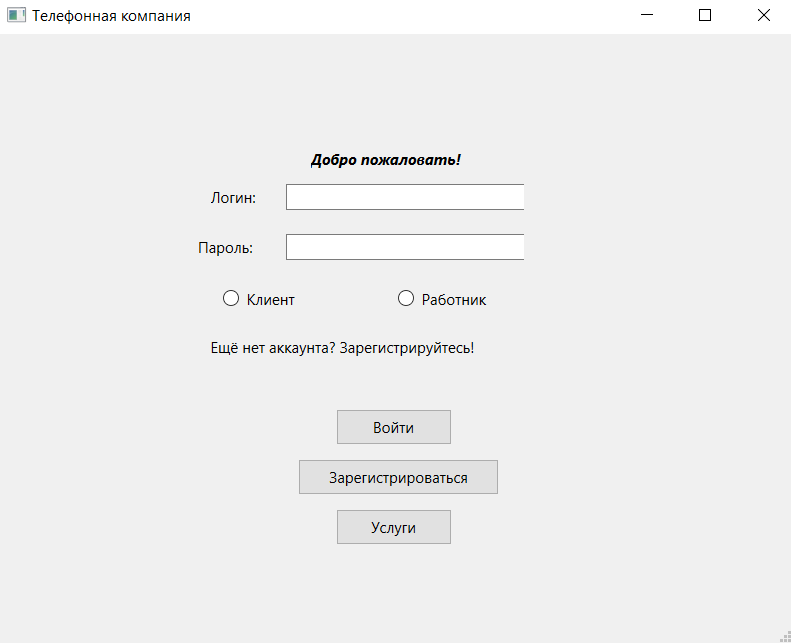 Телефонная компания
Добро пожаловать!
Логин:
Пароль:
Клиент Работник
Ещё нет аккаунта? Зарегистрируйтесь!
Войти
Зарегистрироваться
Услуги